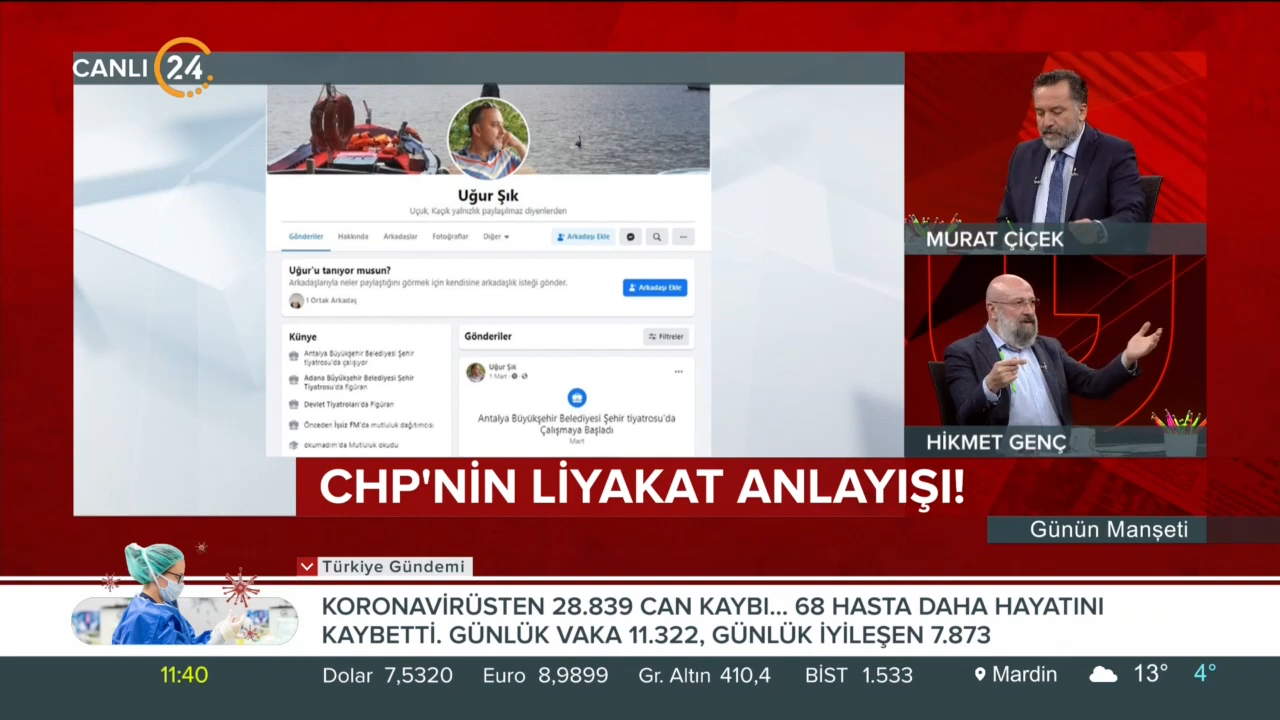 CANLI 24
Uğur Şık
Uçuk, Kaçık yalnızlık paylaşılmaz diyenlerden
Gönderiler Hakkında Arkadaşlar Fotoğraflar Diğer Arkadaşı Ekle
Uğur'u tanıyor musun?
Arkadaşlarıyla neler paylaştığını görmek için kendisine arkadaşlık isteği gönder.
Arkadaşı Ekle
1 Ortak Arkadaş
Künye
Antalya Büyükşehir Belediyesi Şehir
tiyatrosu'da çalışıyor
Adana Büyükşehir Belediyesi Şehir
Tiyatrosu'da figüran
Devlet Tiyatroları'da Figüran
Önceden İşsiz FM'da mutluluk dağıtımcısı
okumadım'da Mutluluk okudu
Gönderiler
Filtreler
Uğur Şık
1 Mart
Antalya Büyükşehir Belediyesi Şehir tiyatrosu'da
Çalışmaya Başladı
Mart
MURAT ÇİÇEK
HİKMET GENÇ
CHP'NİN LİYAKAT ANLAYIŞI!
Günün Manşeti
Türkiye Gündemi
KORONAVİRÜSTEN 28.839 CAN KAYBI... 68 HASTA DAHA HAYATINI
KAYBETTİ. GÜNLÜK VAKA 11.322, GÜNLÜK İYİLEŞEN 7.873
11:40 Dolar 7,5320 Euro 8,9899 Gr. Altın 410,4 BİST 1.533 Mardin 13° 4°